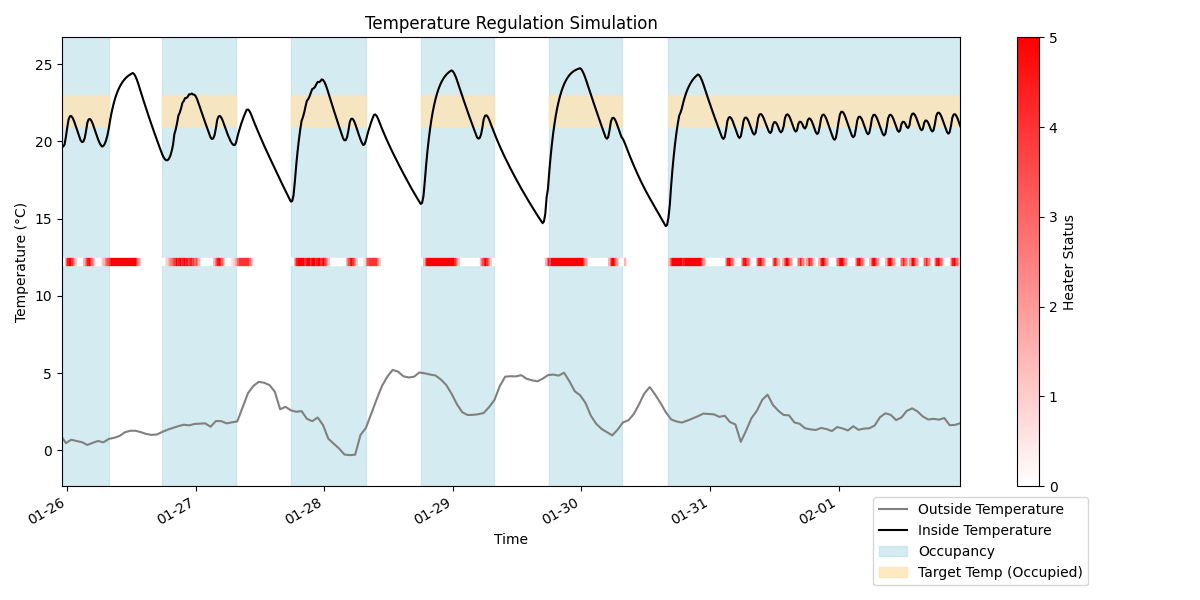 Temperature Regulation Simulation
Temperature (°C)
25
20
15
10
5
0
01-26
01-27
01-28
01-29
01-30
01-31
02-01
Time
5
4
3
2
1
0
Heater Status
Outside Temperature
Inside Temperature
Occupancy
Target Temp (Occupied)